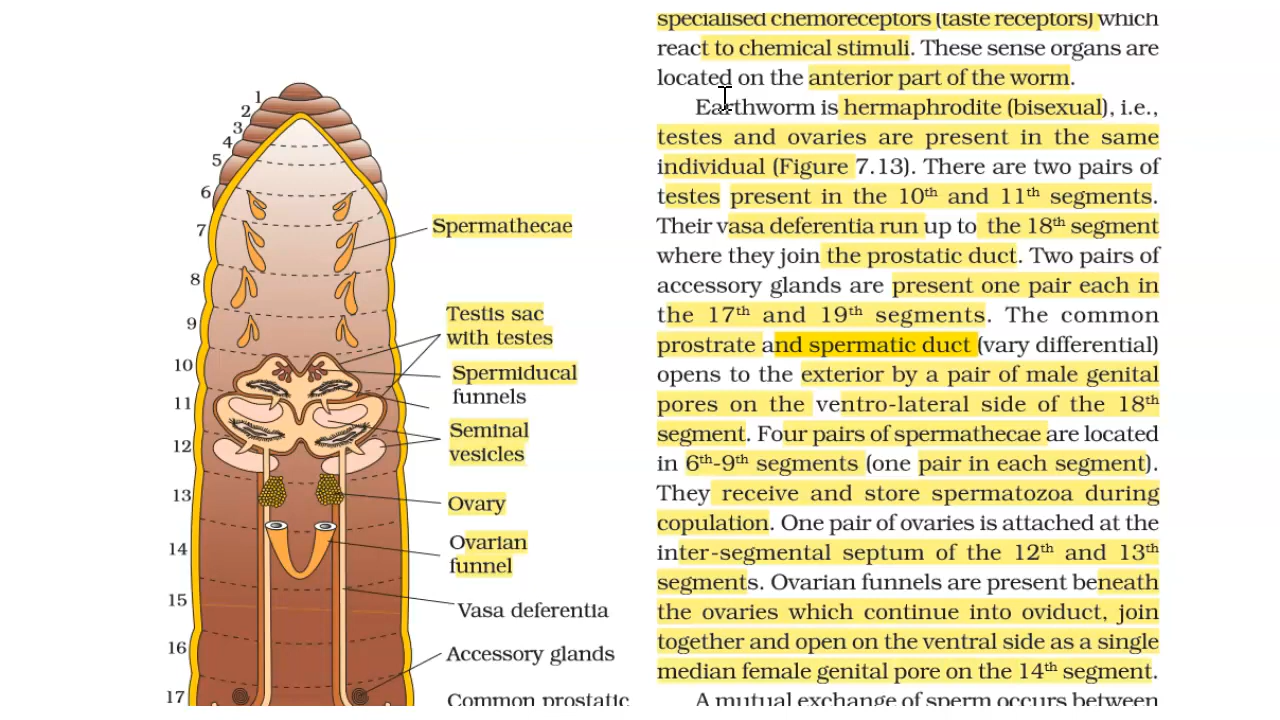 1
2
3
4
5
6
7
8
9
10
11
12
13
14
15
16
17
Spermathecae
Testis sac
with testes
Spermiducal
funnels
Seminal
vesicles
Ovary
Ovarian
funnel
Vasa deferentia
Accessory glands
Common prostatic
specialised chemoreceptors (taste receptors) which
react to chemical stimuli. These sense organs are
located on the anterior part of the worm.
Earthworm is hermaphrodite (bisexual), i.e.,
testes and ovaries are present in the same
individual (Figure 7.13). There are two pairs of
testes present in the 10th and 11th segments.
Their vasa deferentia run up to the 18th segment
where they join the prostatic duct. Two pairs of
accessory glands are present one pair each in
the 17th and 19th segments. The common
prostrate and spermatic duct (vary differential)
opens to the exterior by a pair of male genital
pores on the ventro-lateral side of the 18th
segment. Four pairs of spermathecae are located
in 6th-9th segments (one pair in each segment).
They receive and store spermatozoa during
copulation. One pair of ovaries is attached at the
inter-segmental septum of the 12th and 13th
segments. Ovarian funnels are present beneath
the ovaries which continue into oviduct, join
together and open on the ventral side as a single
median female genital pore on the 14th segment.
A mutual exchange of sperm occurs between